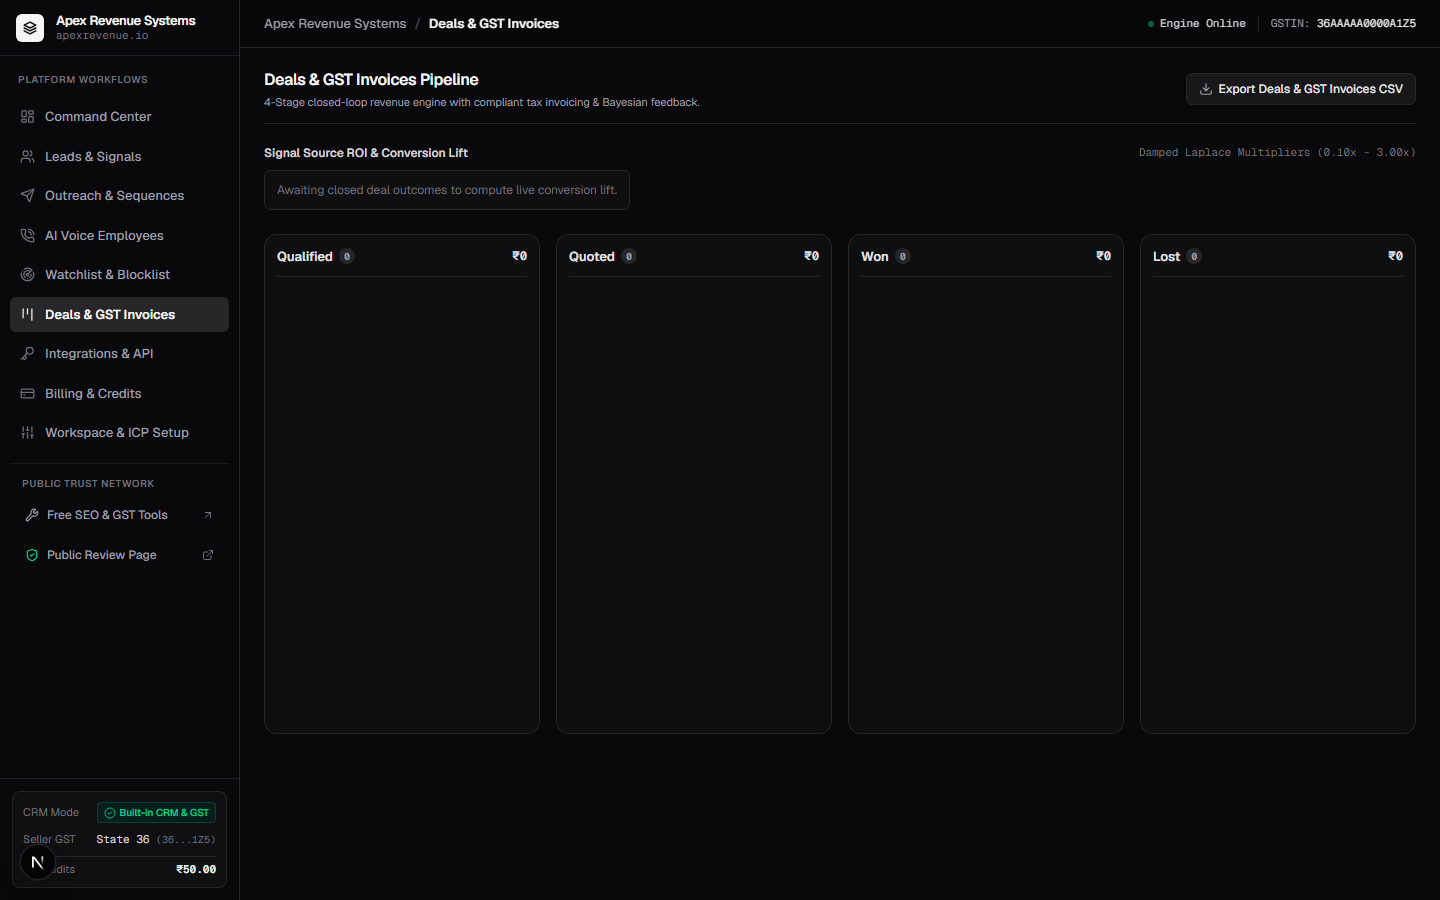 Apex Revenue Systems
apexrevenue.io
PLATFORM WORKFLOWS
Command Center
Leads & Signals
Outreach & Sequences
AI Voice Employees
Watchlist & Blocklist
Deals & GST Invoices
Integrations & API
Billing & Credits
Workspace & ICP Setup
PUBLIC TRUST NETWORK
Free SEO & GST Tools
Public Review Page
CRM Mode Built-in CRM & GST
Seller GST State 36 (36...1Z5)
dits ₹50.00
Apex Revenue Systems / Deals & GST Invoices
Engine Online GSTIN: 36AAAAA0000A1Z5
Deals & GST Invoices Pipeline
4-Stage closed-loop revenue engine with compliant tax invoicing & Bayesian feedback.
Export Deals & GST Invoices CSV
Signal Source ROI & Conversion Lift
Damped Laplace Multipliers (0.10x - 3.00x)
Awaiting closed deal outcomes to compute live conversion lift.
Qualified 0 ₹0
Quoted 0 ₹0
Won 0 ₹0
Lost 0 ₹0